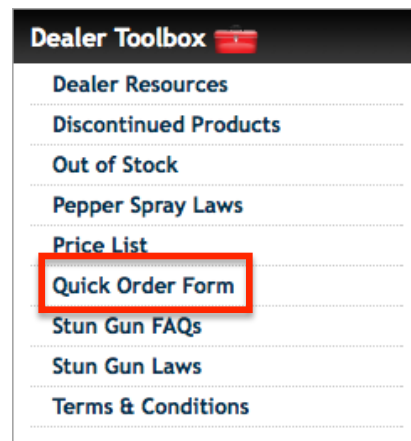 Dealer Toolbox
Dealer Resources
Discontinued Products
Out of Stock
Pepper Spray Laws
Price List
Quick Order Form
Stun Gun FAQs
Stun Gun Laws
Terms & Conditions